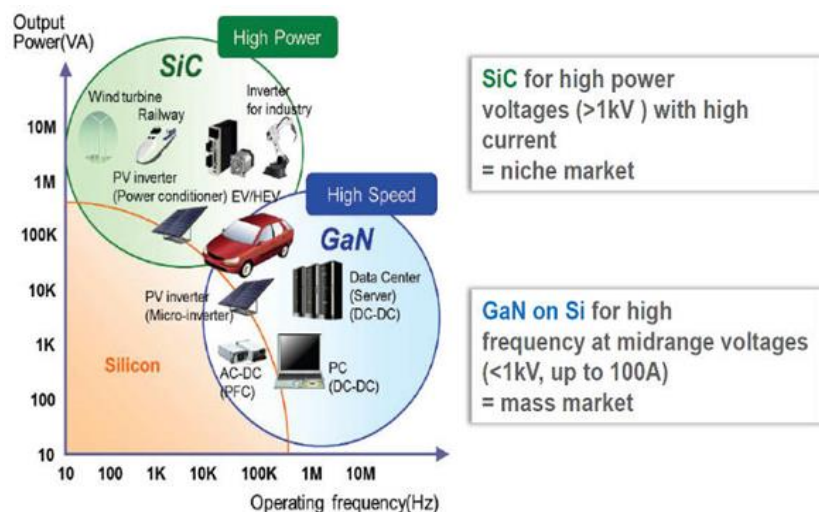 Output
Power(VA)
High Power
SiC
Wind turbine
Railway
Inverter
for industry
10M
1M
100K
10K
1K
100
10
PV inverter
(Power conditioner)
EV/HEV
High Speed
GaN
Data Center
(Server)
(DC-DC)
PV inverter
(Micro-inverter)
Silicon
AC-DC
(PFC)
PC
(DC-DC)
10 100 1K 10K 100K 1M 10M
Operating frequency(Hz)
SiC for high power
voltages (>1kV ) with high
current
= niche market
GaN on Si for high
frequency at midrange voltages
(<1kV, up to 100A)
= mass market